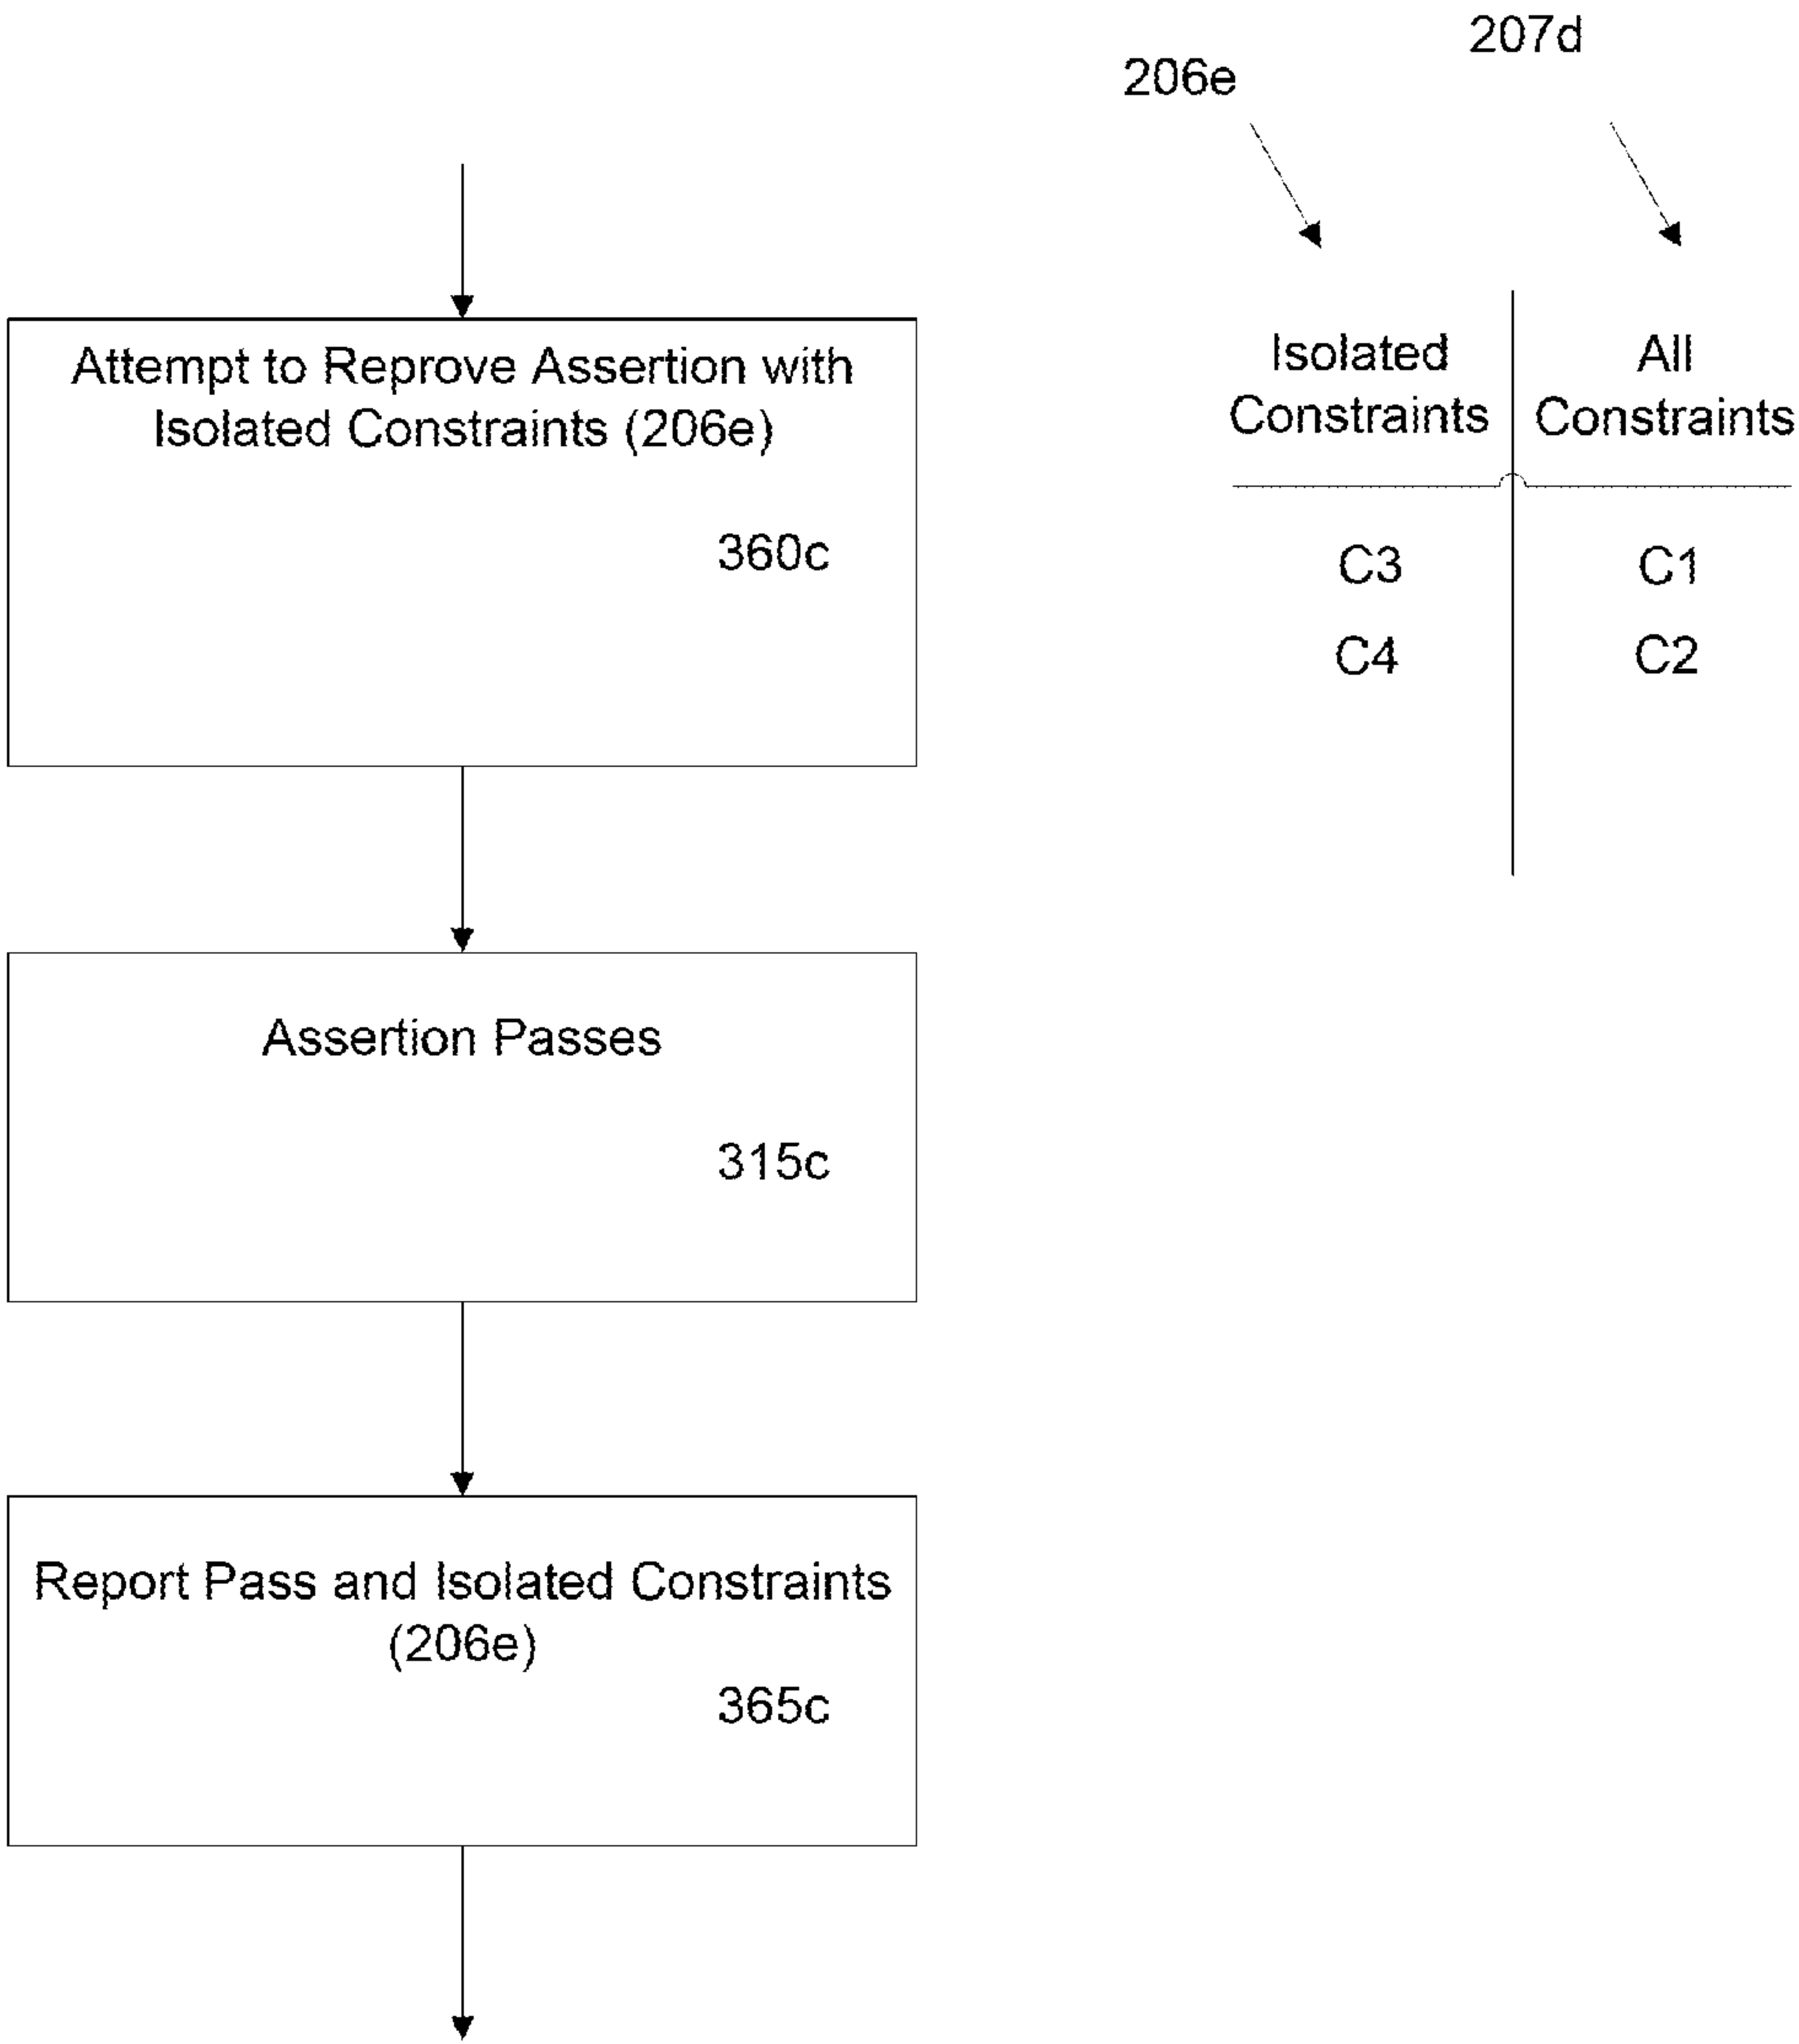 207d
206e
Attempt to Reprove Assertion with
Isolated Constraints (206e)
360c
Isolated
Constraints
All
Constraints
C3
C1
C4
C2
Assertion Passes
315c
Report Pass and Isolated Constraints
(206e)
365c